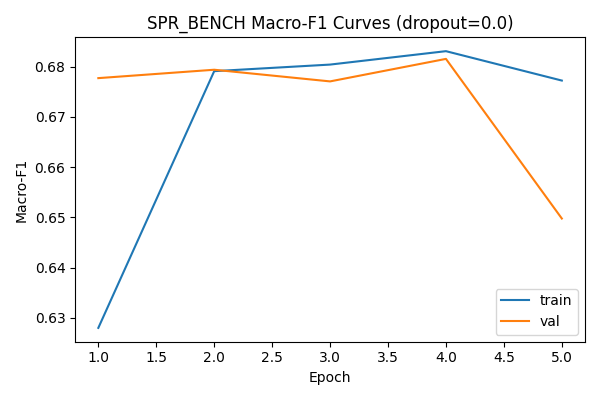 SPR_BENCH Macro-F1 Curves (dropout=0.0)
Macro-F1
0.68
0.67
0.66
0.65
0.64
0.63
1.0 1.5 2.0 2.5 3.0 3.5 4.0 4.5 5.0
Epoch
train
val